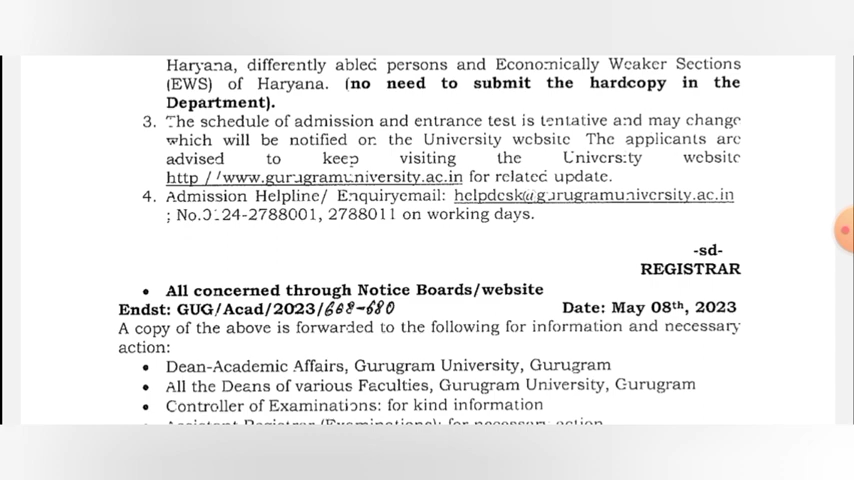 Haryana, differently abled persons and Economically Weaker Sections
(EWS) of Haryana. (no need to submit the hardcopy in the
Department).
3. The schedule of admission and entrance test is tentative and may change
which will be notified on the University website The applicants are
advised to keep visiting the University website
http //www.gurugramuniversity.ac.in for related update.
4. Admission Helpline/ Enquiryemail: helpdesk@gurugramuniversity.ac.in
; No.0124-2788001, 2788011 on working days.
-sd-
REGISTRAR
• All concerned through Notice Boards/website
Endst: GUG/Acad/2023/668-680 Date: May 08th, 2023
A copy of the above is forwarded to the following for information and necessary
action:
• Dean-Academic Affairs, Gurugram University, Gurugram
• All the Deans of various Faculties, Gurugram University, Gurugram
• Controller of Examinations: for kind information
• Assistant Registrar (Examinations): for necessary action